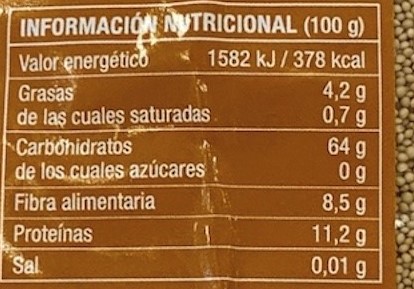 INFORMACIÓN NUTRICIONAL (100 g)
Valor energético 1582 kJ / 378 kcal
Grasas 4,2 g
de las cuales saturadas 0,7 g
Carbohidratos 64 g
de los cuales azúcares 0 g
Fibra alimentaria 8,5 g
Proteínas 11,2 g
Sal 0,01 g